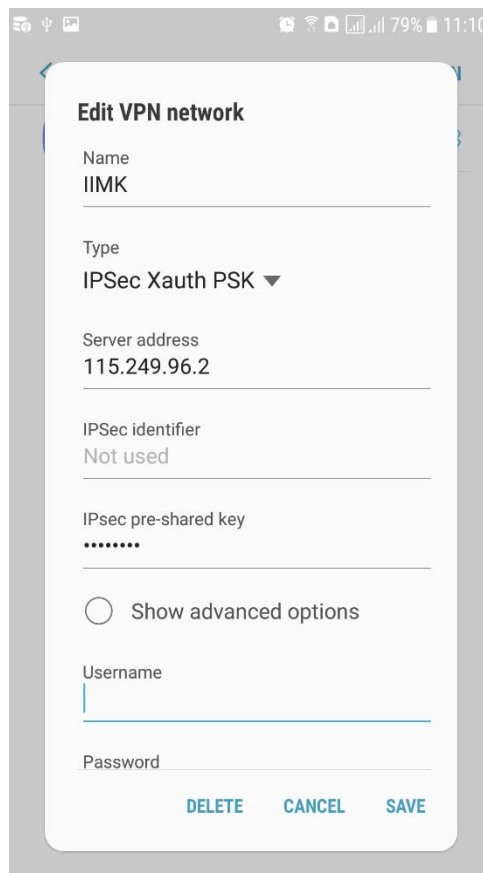 79% 11:10
N
Edit VPN network
Name
IIMK
Type
IPSec Xauth PSK
Server address
115.249.96.2
IPSec identifier
Not used
IPsec pre-shared key
••••••••
Show advanced options
Username
Password
DELETE CANCEL SAVE